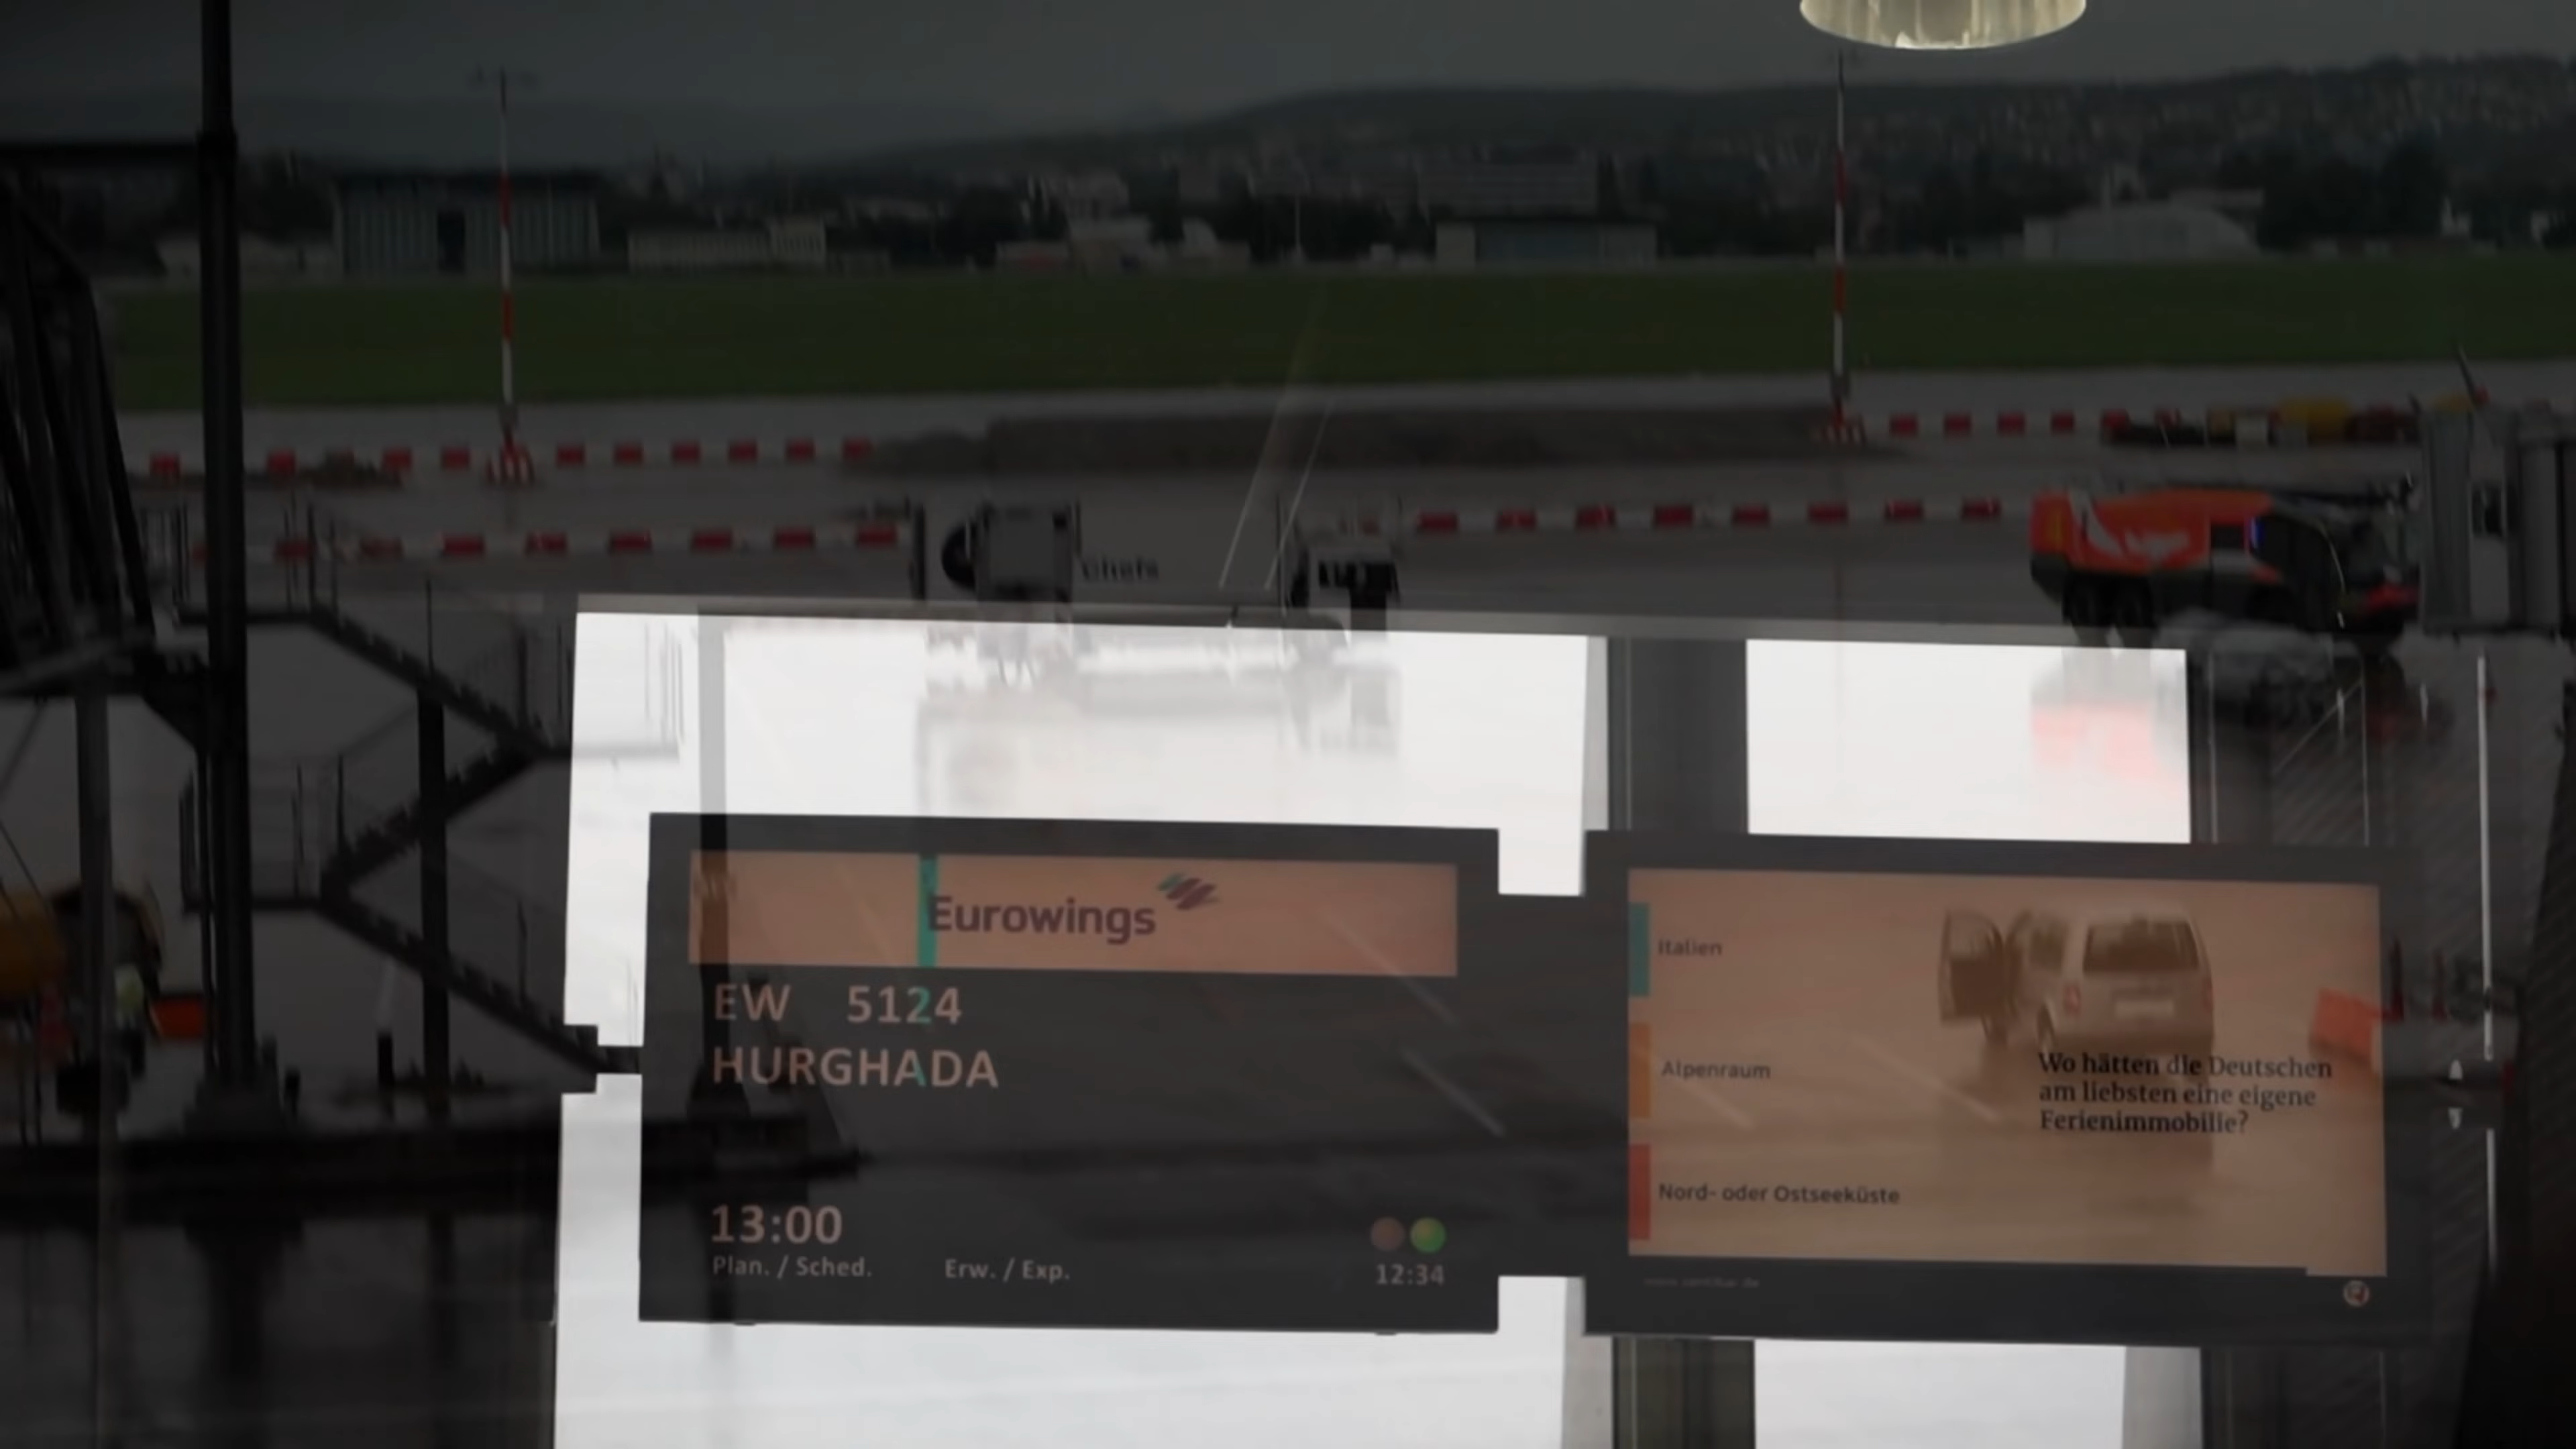 Chefs
Eurowings
EW 5124
HURGHADA
13:00
Plan. / Sched.
Erw. / Exp.
12:34
Italien
Alpenraum
Nord- oder Ostseeküste
Wo hätten die Deutschen
am liebsten eine eigene
Ferienimmobilie?